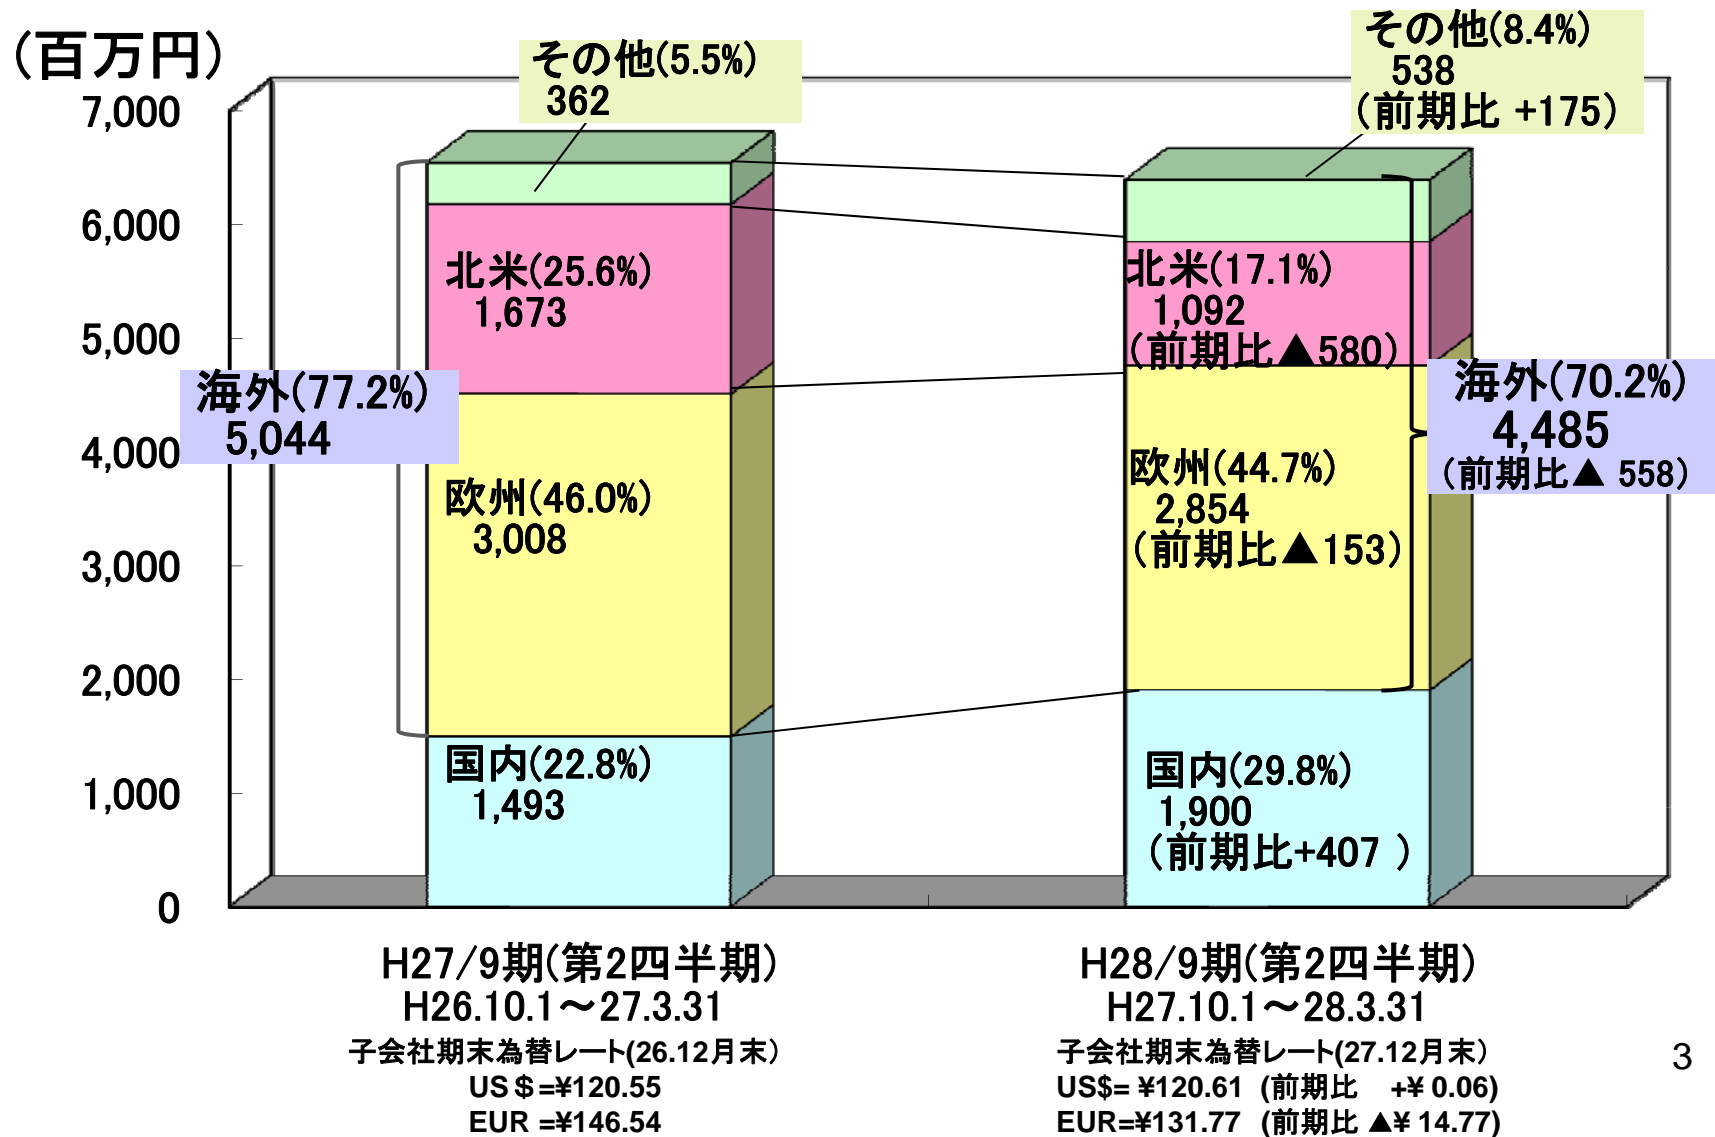 (百万円)
7,000
6,000
5,000
4,000
3,000
2,000
1,000
0
その他(5.5%)
362
北米(25.6%)
1,673
海外(77.2%)
5,044
欧州(46.0%)
3,008
国内(22.8%)
1,493
その他(8.4%)
538
(前期比 +175)
北米(17.1%)
1,092
(前期比▲580)
海外(70.2%)
4,485
(前期比▲ 558)
欧州(44.7%)
2,854
(前期比▲153)
国内(29.8%)
1,900
(前期比+407 )
H27/9期(第2四半期)
H26.10.1～27.3.31
子会社期末為替レート(26.12月末)
US＄=¥120.55
EUR =¥146.54
H28/9期(第2四半期)
H27.10.1～28.3.31
子会社期末為替レート(27.12月末)
US$= ¥120.61 (前期比 +¥ 0.06)
EUR=¥131.77 (前期比 ▲¥ 14.77)
3